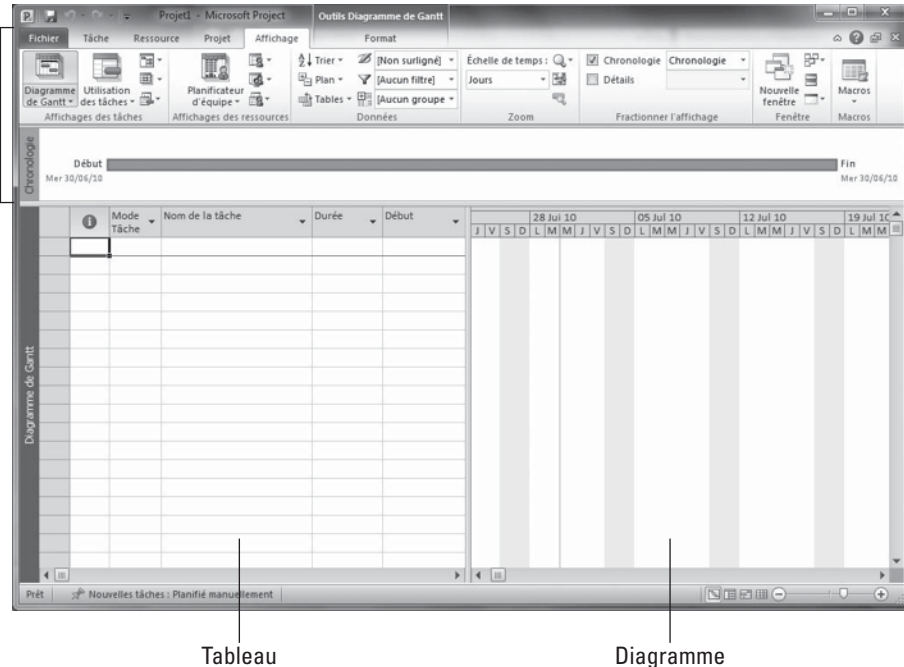 Projet1 - Microsoft Project
Outils Diagramme de Gantt
Fichier Tâche Ressource Projet Affichage Format
Diagramme de Gantt
Utilisation des tâches
Affichages des tâches
Planificateur d'équipe
Affichages des ressources
Trier [Non surligné]
Plan [Aucun filtre]
Tables [Aucun groupe]
Données
Échelle de temps :
Jours
Zoom
Chronologie Chronologie
Détails
Fractionner l'affichage
Nouvelle fenêtre
Fenêtre
Macros
Macros
Chronologie
Début
Mer 30/06/10
Fin
Mer 30/06/10
Mode Tâche Nom de la tâche Durée Début
28 Jui 10 05 Jul 10 12 Jul 10 19 Jul 10
J V S D L M M J V S D L M M J V S D L M M J V S D L M M
Diagramme de Gantt
Prêt Nouvelles tâches : Planifié manuellement
Tableau Diagramme